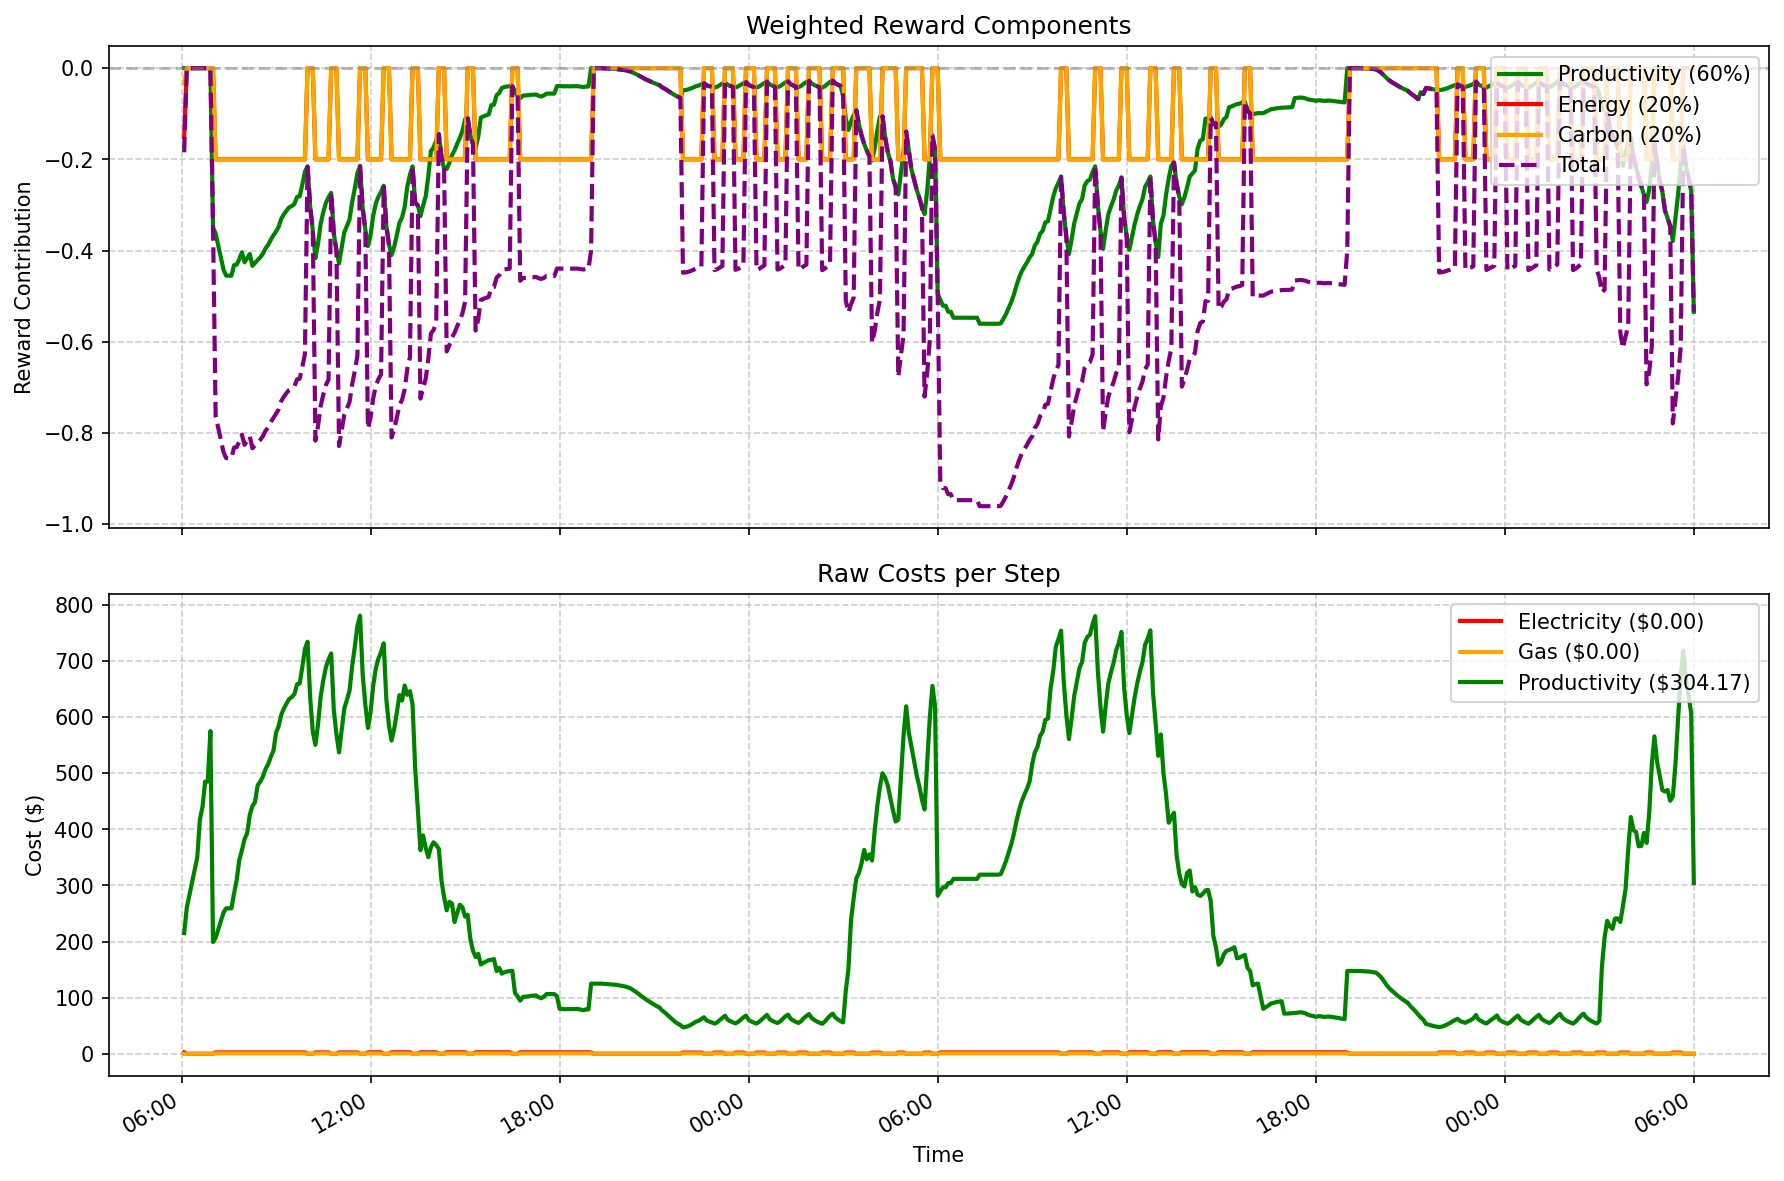 Weighted Reward Components
0.0
−0.2
−0.4
−0.6
−0.8
−1.0
Reward Contribution
Productivity (60%)
Energy (20%)
Carbon (20%)
Total
Raw Costs per Step
800
700
600
500
400
300
200
100
0
Cost ($)
Electricity ($0.00)
Gas ($0.00)
Productivity ($304.17)
06:00 12:00 18:00 00:00 06:00 12:00 18:00 00:00 06:00
Time